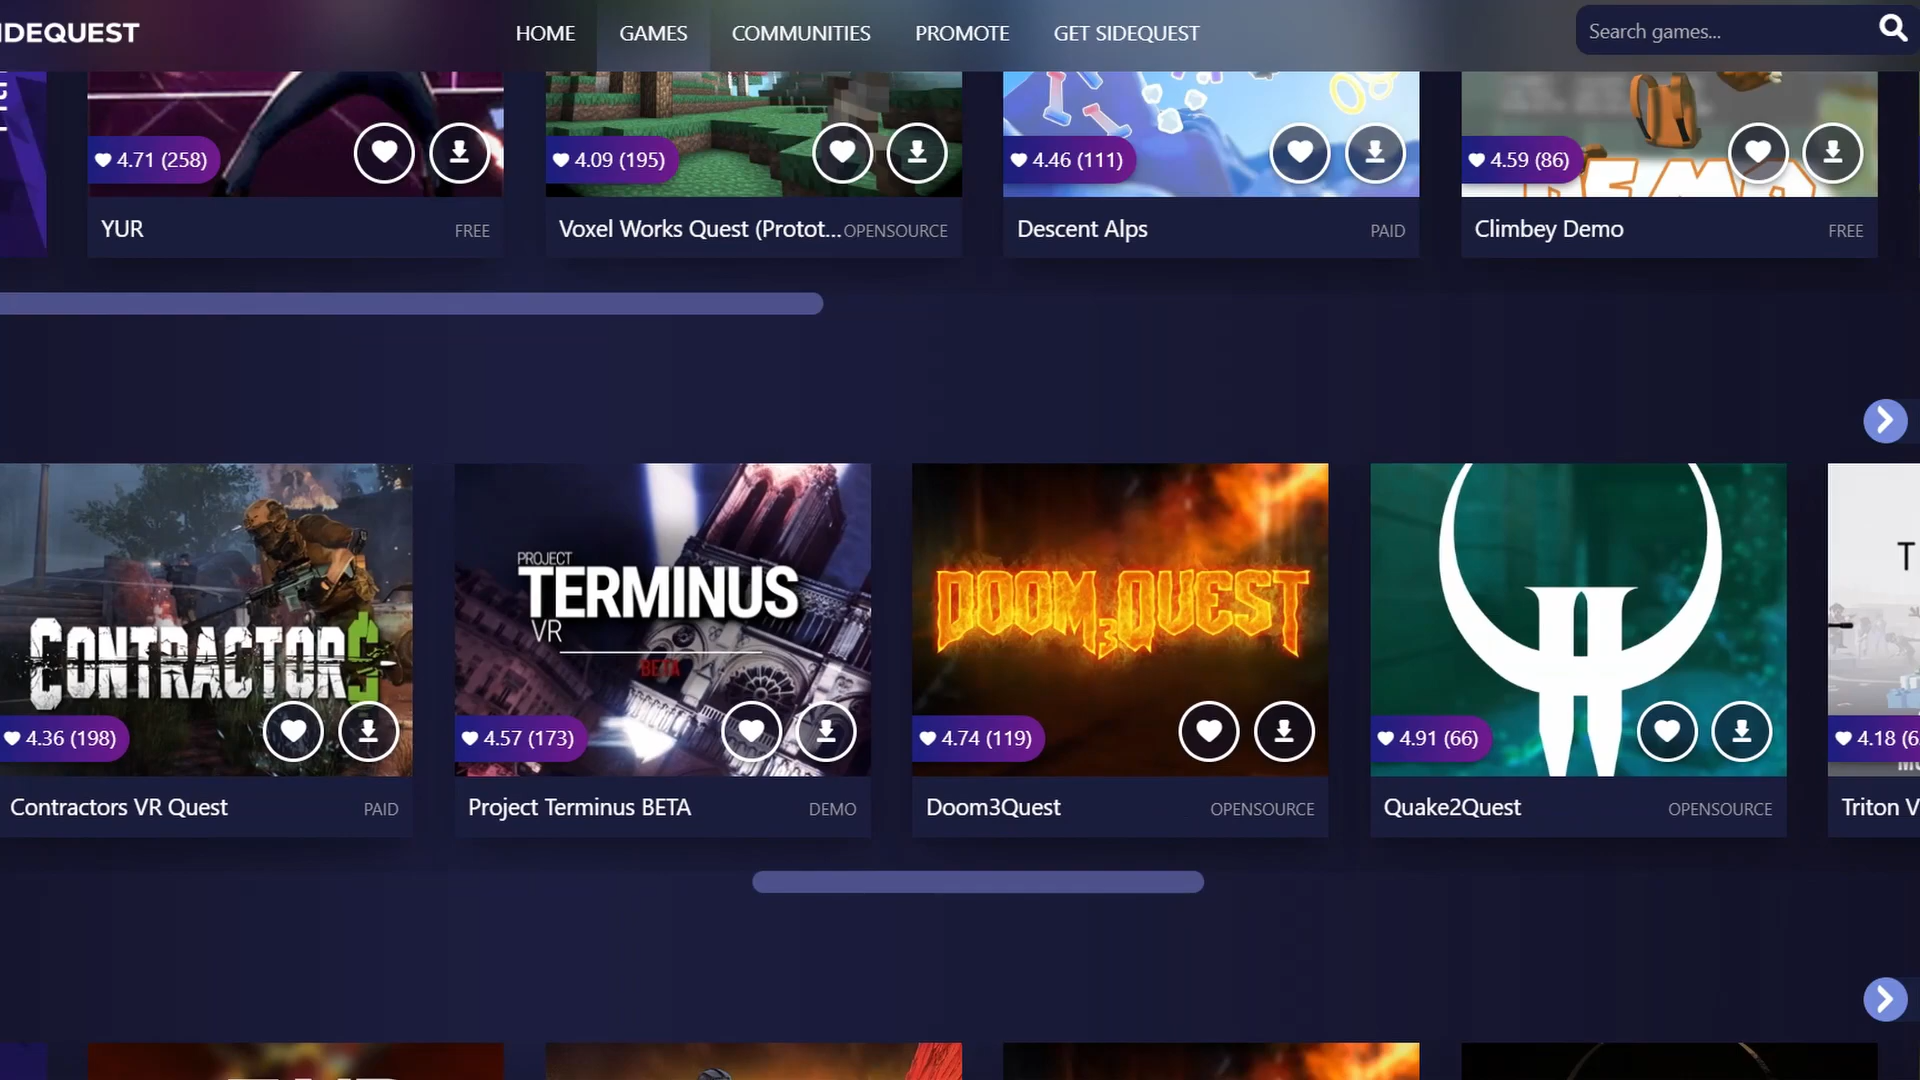 IDEQUEST
HOME
GAMES
COMMUNITIES
PROMOTE
GET SIDEQUEST
Search games...
4.71 (258)
4.09 (195)
4.46 (111)
4.59 (86)
DEMO
YUR
FREE
Voxel Works Quest (Protot...
OPENSOURCE
Descent Alps
PAID
Climbey Demo
FREE
CONTRACTOR$
PROJECT
TERMINUS
VR
BETA
DOOM3QUEST
T
4.36 (198)
4.57 (173)
4.74 (119)
4.91 (66)
4.18 (6
Contractors VR Quest
PAID
Project Terminus BETA
DEMO
Doom3Quest
OPENSOURCE
Quake2Quest
OPENSOURCE
Triton V